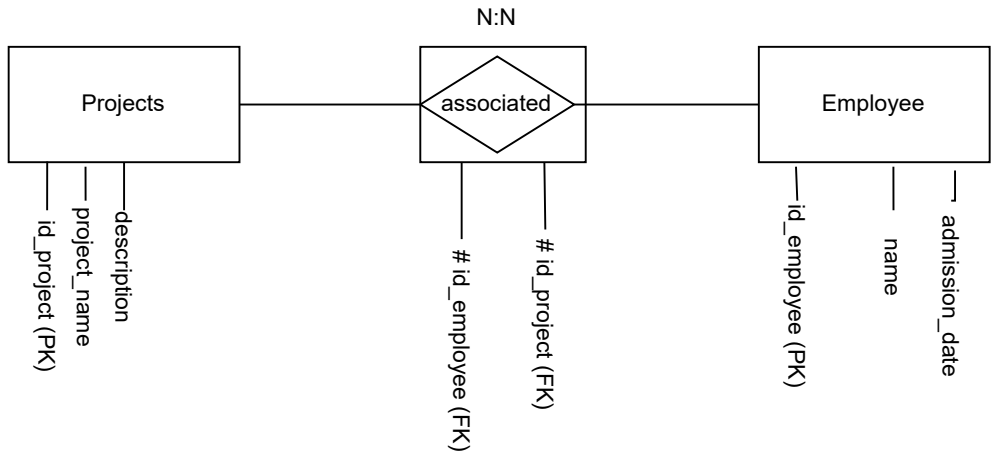 N:N
Projects
associated
Employee
id_project (PK)
project_name
description
# id_employee (FK)
# id_project (FK)
id_employee (PK)
name
admission_date